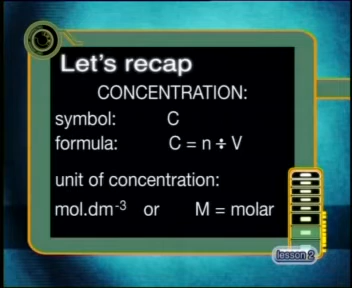 Let's recap
CONCENTRATION:
symbol: C
formula: C = n ÷ V
unit of concentration:
mol.dm⁻³ or M = molar
lesson 2